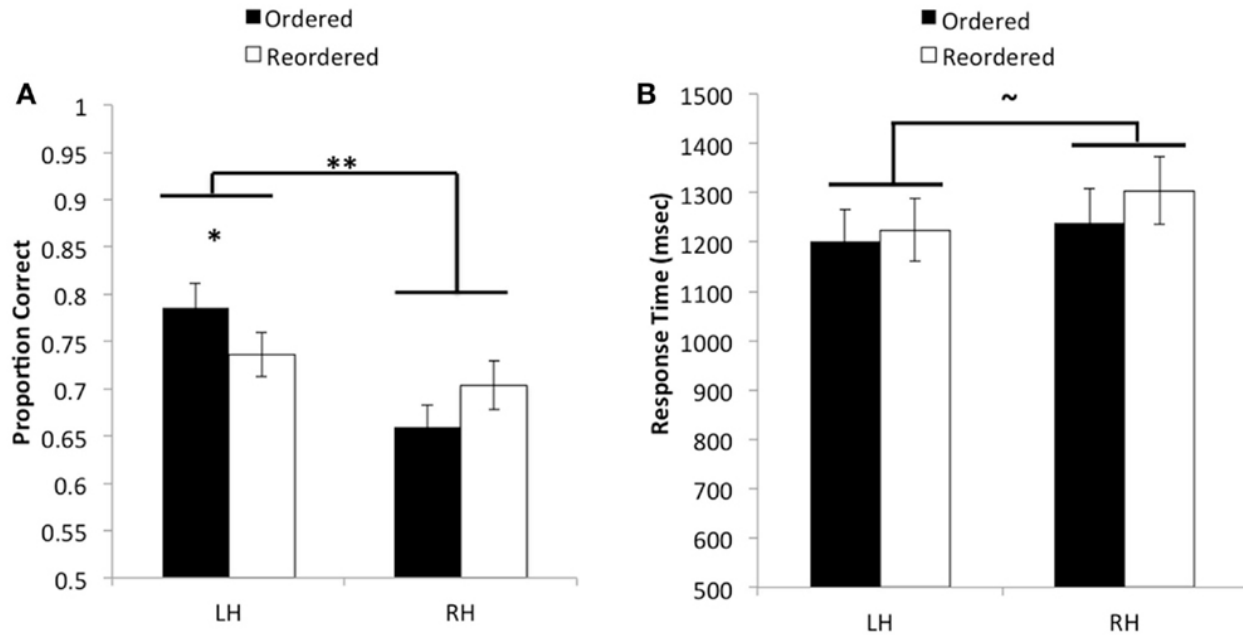 Ordered
Reordered
A
1
0.95
0.9
0.85
0.8
0.75
0.7
0.65
0.6
0.55
0.5
Proportion Correct
**
*
LH RH
Ordered
Reordered
B
1500
1400
1300
1200
1100
1000
900
800
700
600
500
Response Time (msec)
~
LH RH